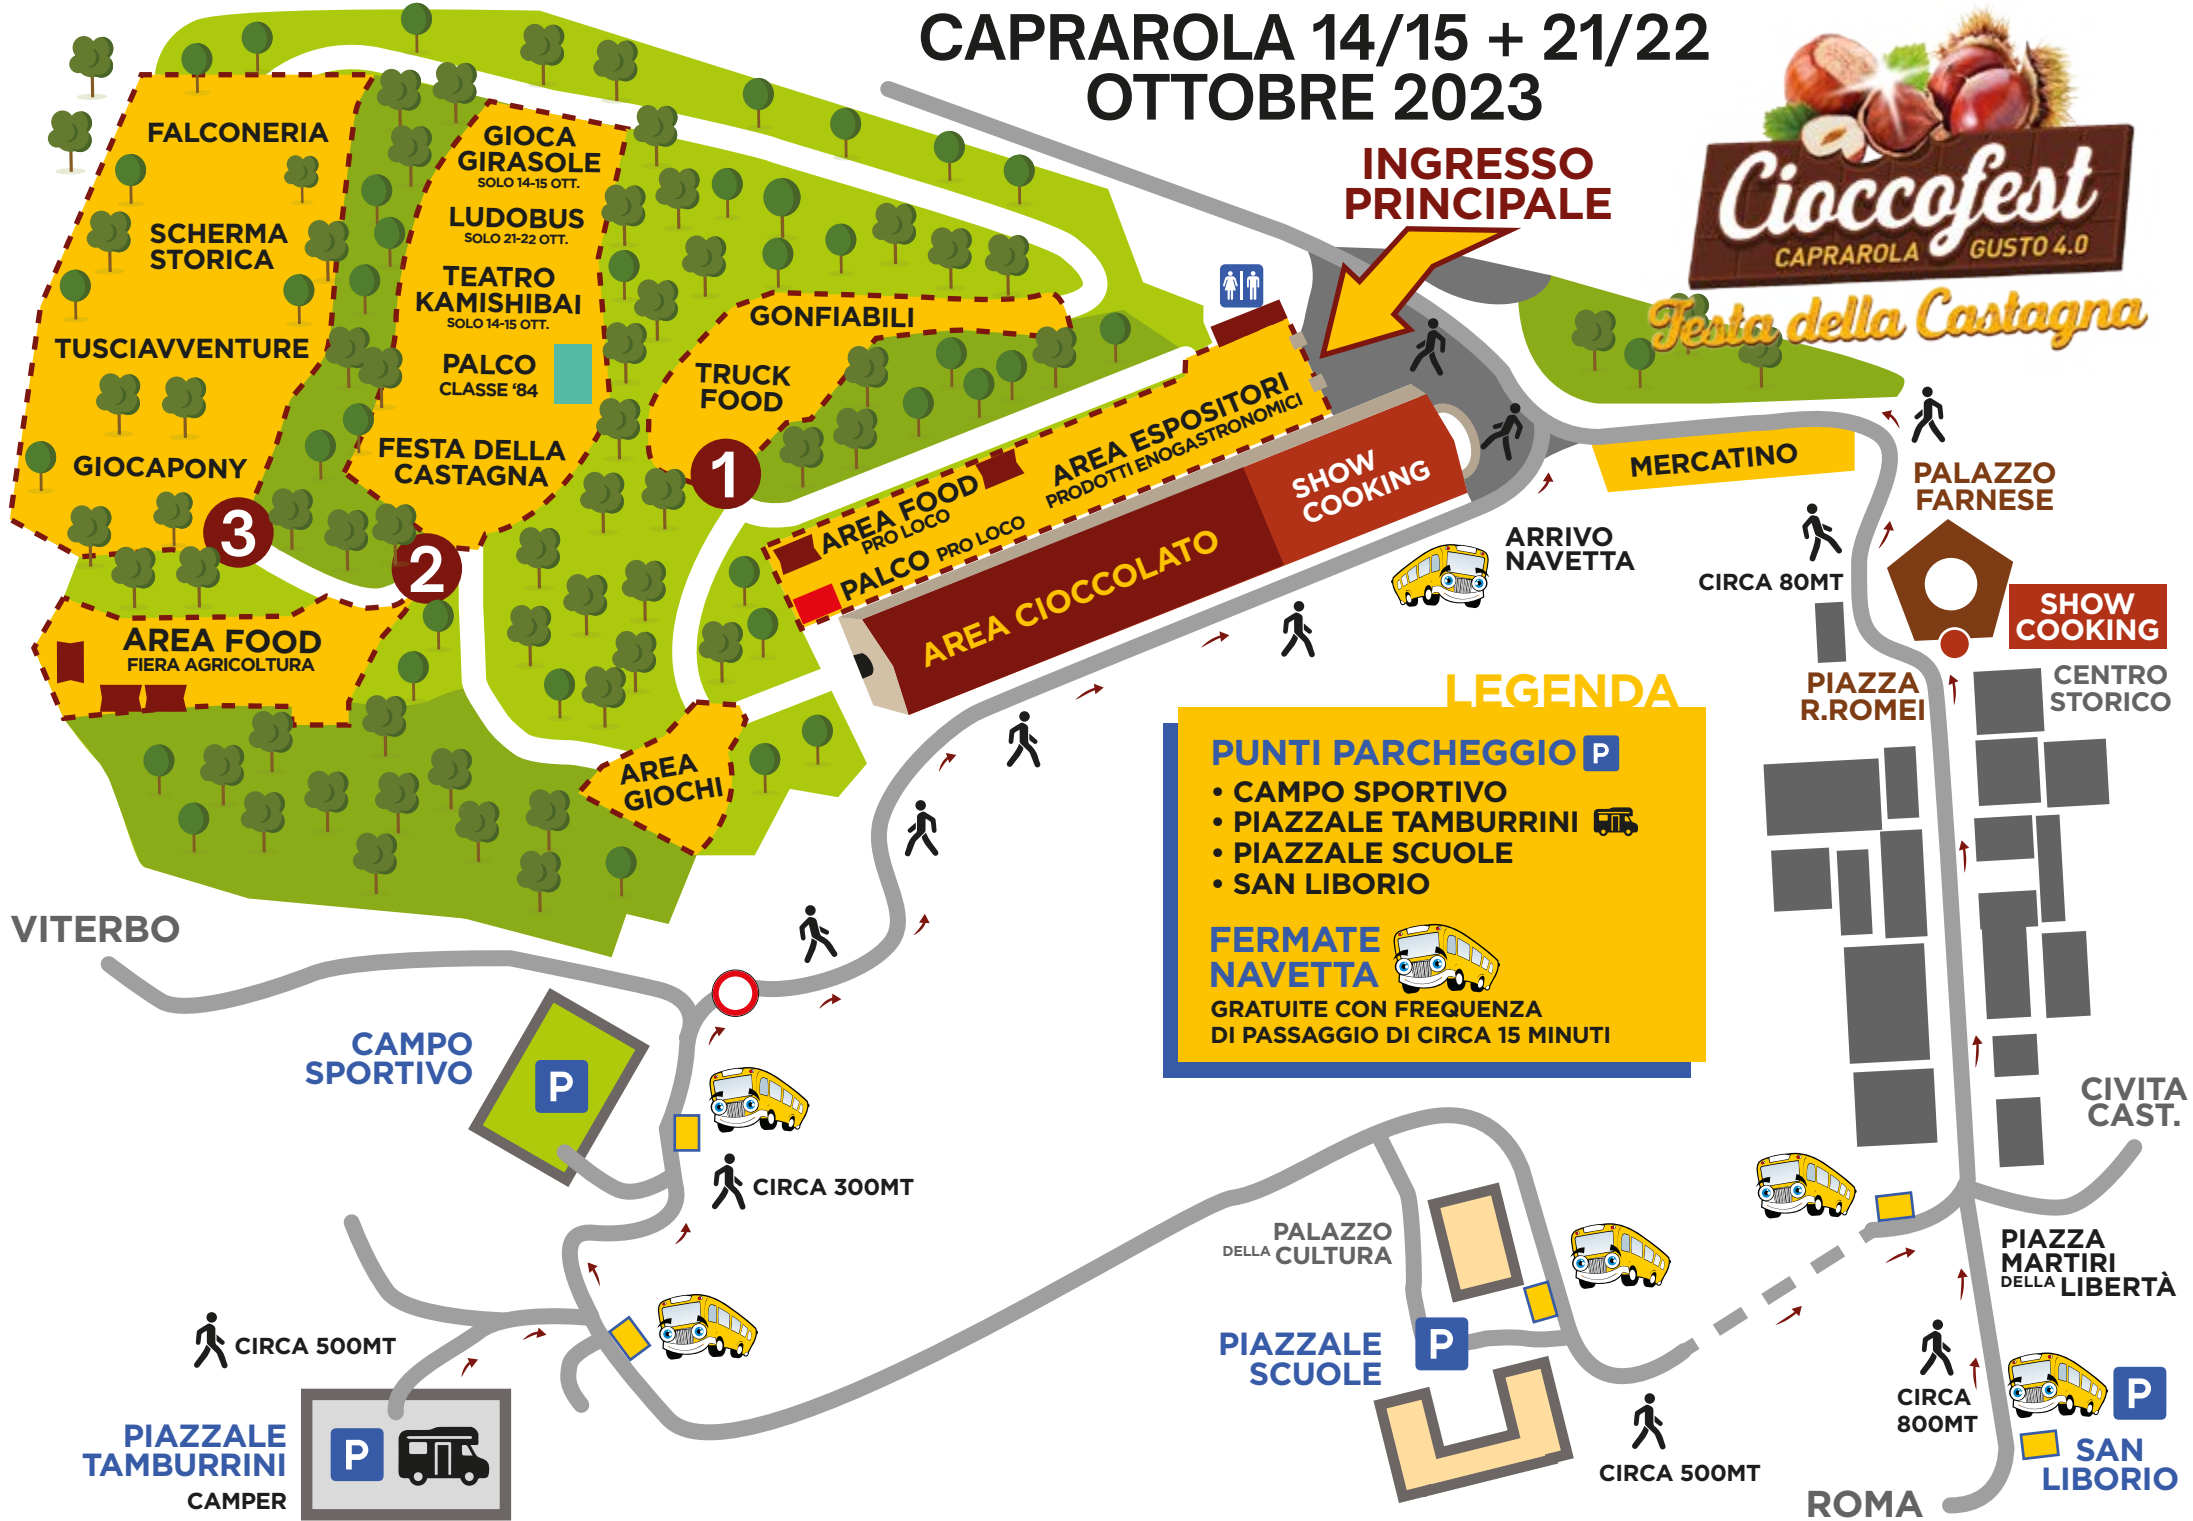 CAPRAROLA 14/15 + 21/22
OTTOBRE 2023
Cioccofest
CAPRAROLA GUSTO 4.0
Festa della Castagna
INGRESSO
PRINCIPALE
FALCONERIA
SCHERMA
STORICA
TUSCIAVVENTURE
GIOCAPONY
3
GIOCA
GIRASOLE
SOLO 14-15 OTT.
LUDOBUS
SOLO 21-22 OTT.
TEATRO
KAMISHIBAI
SOLO 14-15 OTT.
PALCO
CLASSE '84
FESTA DELLA
CASTAGNA
2
GONFIABILI
TRUCK
FOOD
1
AREA FOOD
FIERA AGRICOLTURA
AREA
GIOCHI
AREA ESPOSITORI
PRODOTTI ENOGASTRONOMICI
AREA FOOD
PRO LOCO
PALCO PRO LOCO
AREA CIOCCOLATO
SHOW
COOKING
MERCATINO
ARRIVO
NAVETTA
PALAZZO
FARNESE
CIRCA 80MT
SHOW
COOKING
PIAZZA
R.ROMEI
CENTRO
STORICO
LEGENDA
PUNTI PARCHEGGIO P
• CAMPO SPORTIVO
• PIAZZALE TAMBURRINI
• PIAZZALE SCUOLE
• SAN LIBORIO
FERMATE
NAVETTA
GRATUITE CON FREQUENZA
DI PASSAGGIO DI CIRCA 15 MINUTI
VITERBO
CAMPO
SPORTIVO
P
CIRCA 300MT
CIRCA 500MT
PIAZZALE
TAMBURRINI
CAMPER
P
PALAZZO
DELLA CULTURA
PIAZZALE
SCUOLE
P
CIRCA 500MT
CIVITA
CAST.
PIAZZA
MARTIRI
DELLA LIBERTÀ
CIRCA
800MT
P
SAN
LIBORIO
ROMA